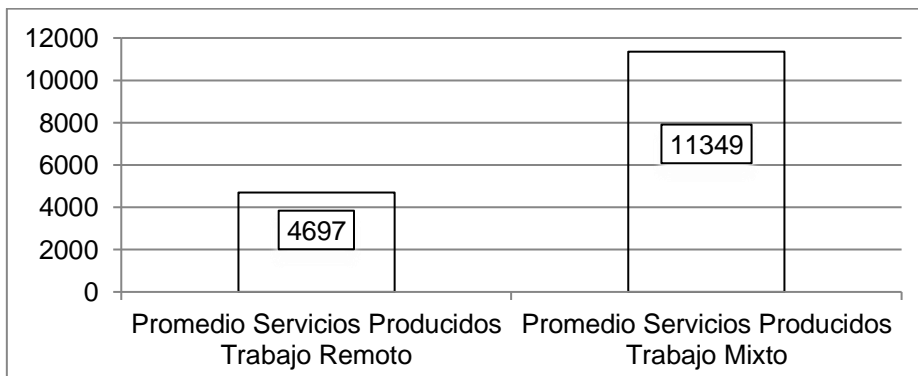 12000
10000
8000
6000
4000
2000
0
11349
4697
Promedio Servicios Producidos
Trabajo Remoto
Promedio Servicios Producidos
Trabajo Mixto